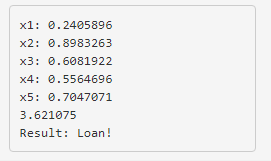 x1: 0.2405896
x2: 0.8983263
x3: 0.6081922
x4: 0.5564696
x5: 0.7047071
3.621075
Result: Loan!